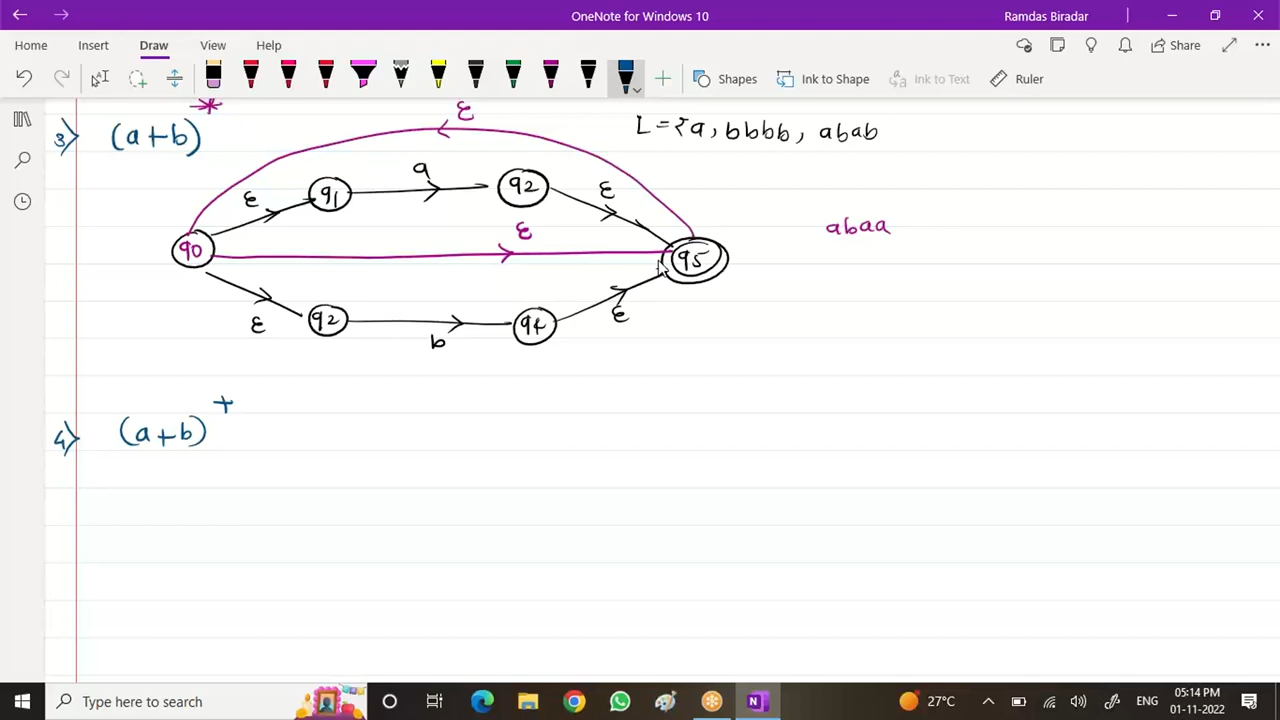 OneNote for Windows 10
Ramdas Biradar
Home Insert Draw View Help
Share
Shapes Ink to Shape Ink to Text Ruler
3> (a+b)*
L = {a, bbbb, abab
ε
ε q1 a q2 ε
abaa
q0 ε q5
ε q2 b q4 ε
4> (a+b)+
Type here to search
27°C
ENG
05:14 PM
01-11-2022